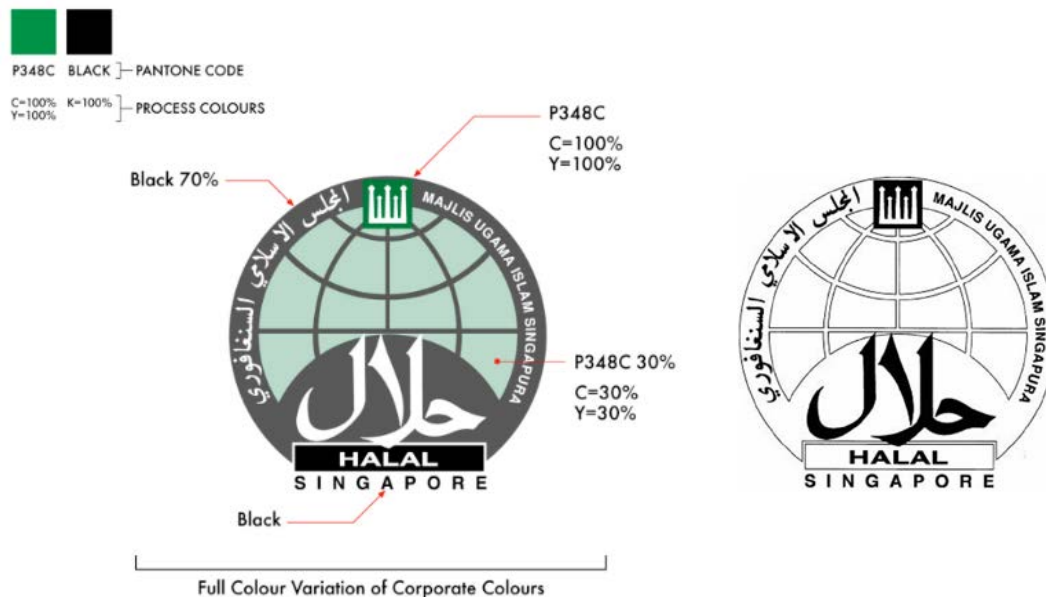 P348C BLACK PANTONE CODE
C=100% K=100% PROCESS COLOURS
Y=100%
P348C
C=100%
Y=100%
Black 70%
المجلس الاسلامي السنغافوري
MAJLIS UGAMA ISLAM SINGAPURA
P348C 30%
C=30%
Y=30%
حلال
HALAL
SINGAPORE
Black
Full Colour Variation of Corporate Colours
المجلس الاسلامي السنغافوري
MAJLIS UGAMA ISLAM SINGAPURA
حلال
HALAL
SINGAPORE